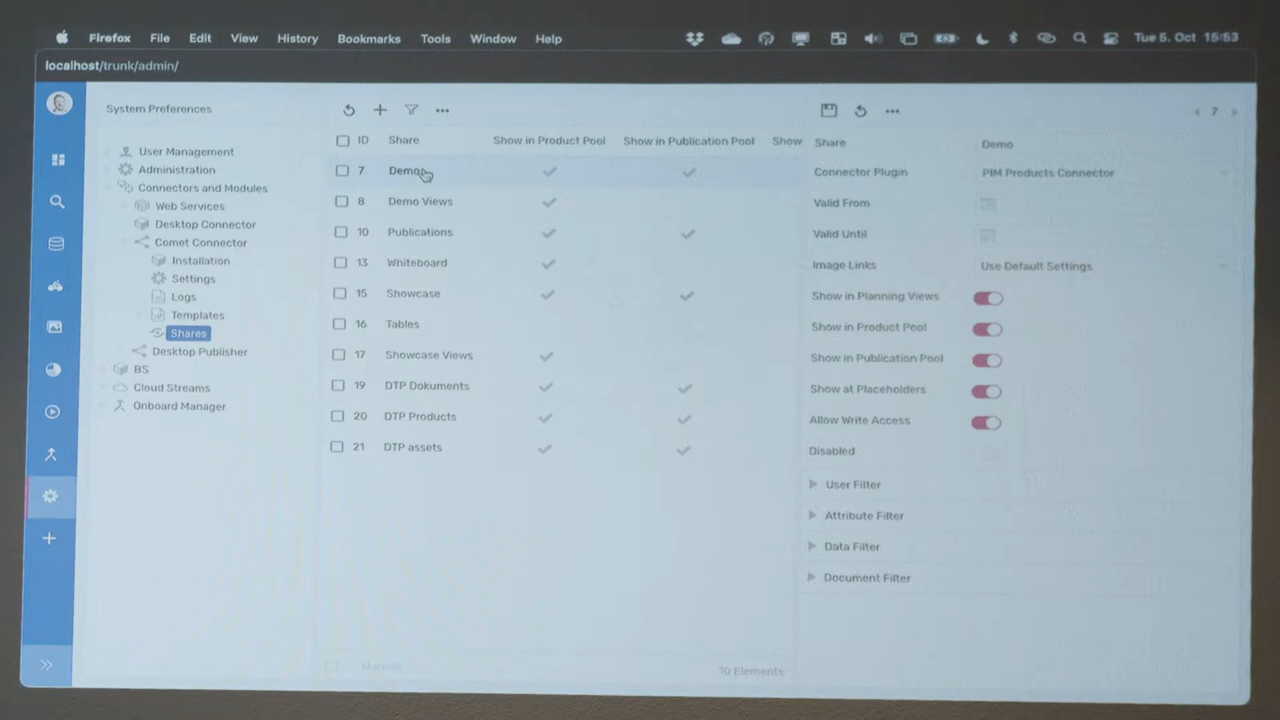 Firefox File Edit View History Bookmarks Tools Window Help Tue 5. Oct 15:53
localhost/trunk/admin/
System Preferences
User Management
Administration
Connectors and Modules
Web Services
Desktop Connector
Comet Connector
Installation
Settings
Logs
Templates
Shares
Desktop Publisher
BS
Cloud Streams
Onboard Manager
ID Share Show in Product Pool Show in Publication Pool Show
7 Demo
8 Demo Views
10 Publications
13 Whiteboard
15 Showcase
16 Tables
17 Showcase Views
19 DTP Dokuments
20 DTP Products
21 DTP assets
Normal 10 Elements
7
Share Demo
Connector Plugin PIM Products Connector
Valid From
Valid Until
Image Links Use Default Settings
Show in Planning Views
Show in Product Pool
Show in Publication Pool
Show at Placeholders
Allow Write Access
Disabled
User Filter
Attribute Filter
Data Filter
Document Filter